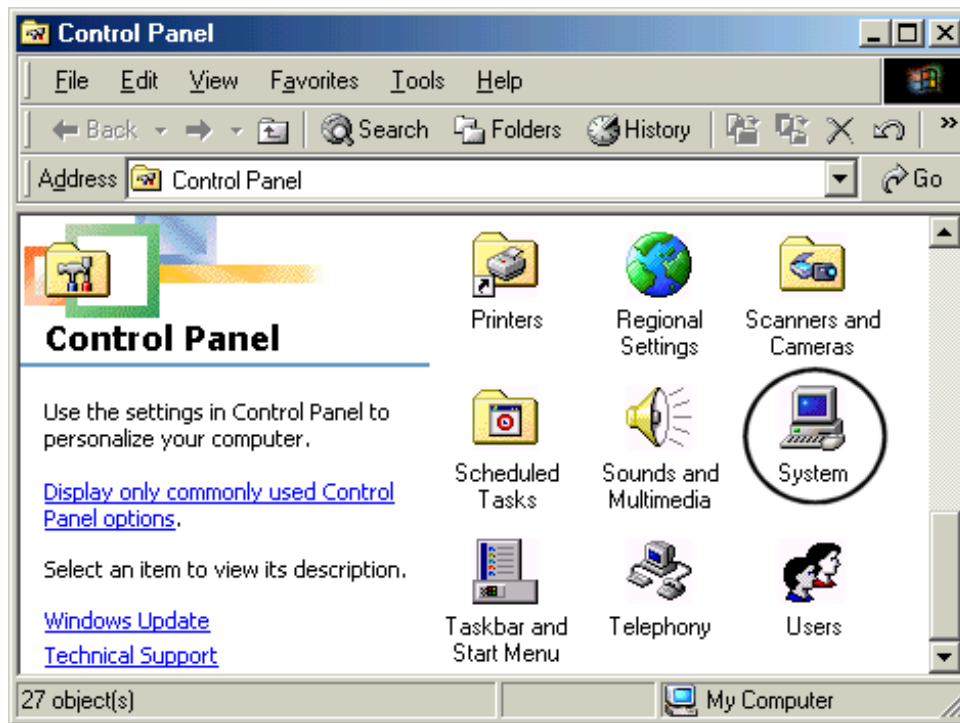 Control Panel
File Edit View Favorites Tools Help
Back Search Folders History »
Address Control Panel Go
Control Panel
Use the settings in Control Panel to
personalize your computer.
Display only commonly used Control
Panel options.
Select an item to view its description.
Windows Update
Technical Support
Printers
Regional
Settings
Scanners and
Cameras
Scheduled
Tasks
Sounds and
Multimedia
System
Taskbar and
Start Menu
Telephony
Users
27 object(s) My Computer